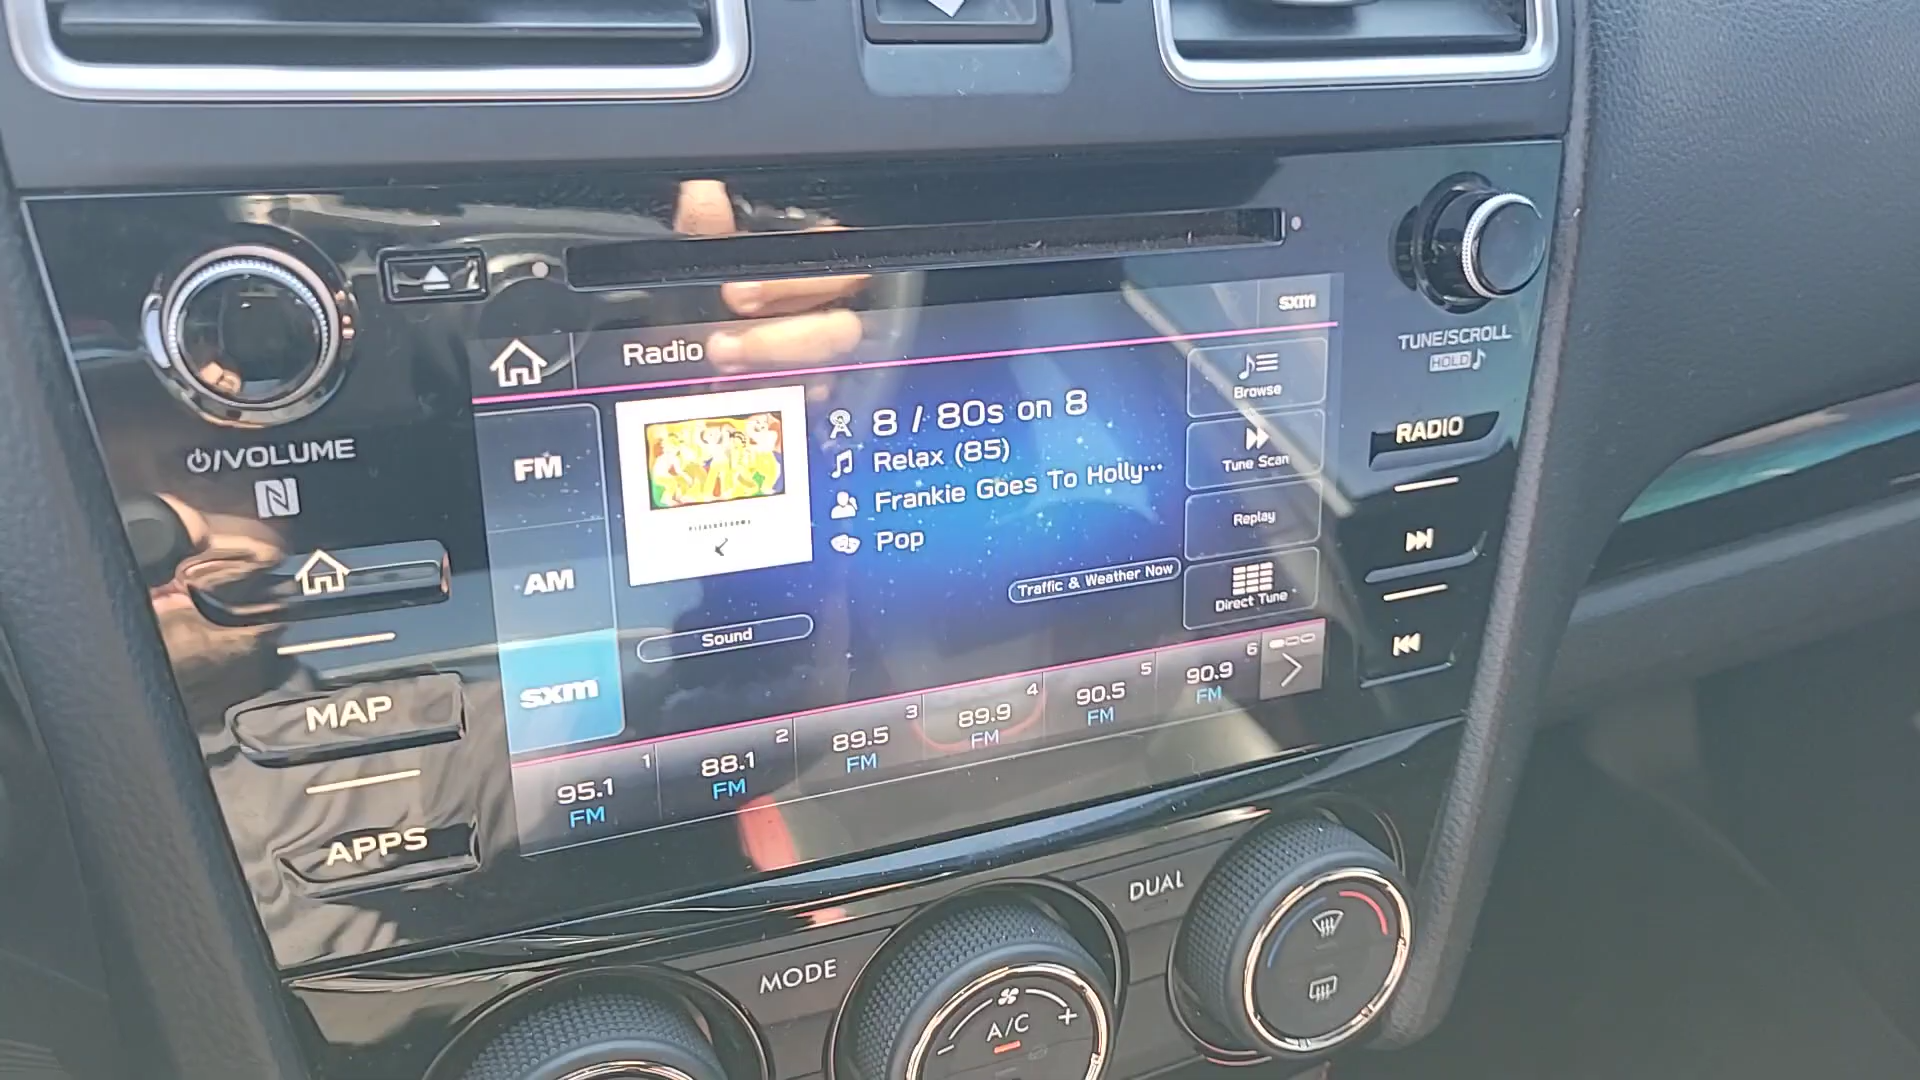 sxm
Radio
TUNE/SCROLL
HOLD
Browse
8 / 80s on 8
RADIO
⏻/VOLUME
FM
Relax (85)
Tune Scan
Frankie Goes To Holly···
Replay
AM
Pop
Traffic & Weather Now
Direct Tune
Sound
sxm
MAP
95.1 1
FM
88.1 2
FM
89.5 3
FM
89.9 4
FM
90.5 5
FM
90.9 6
FM
APPS
DUAL
MODE
A/C
- +